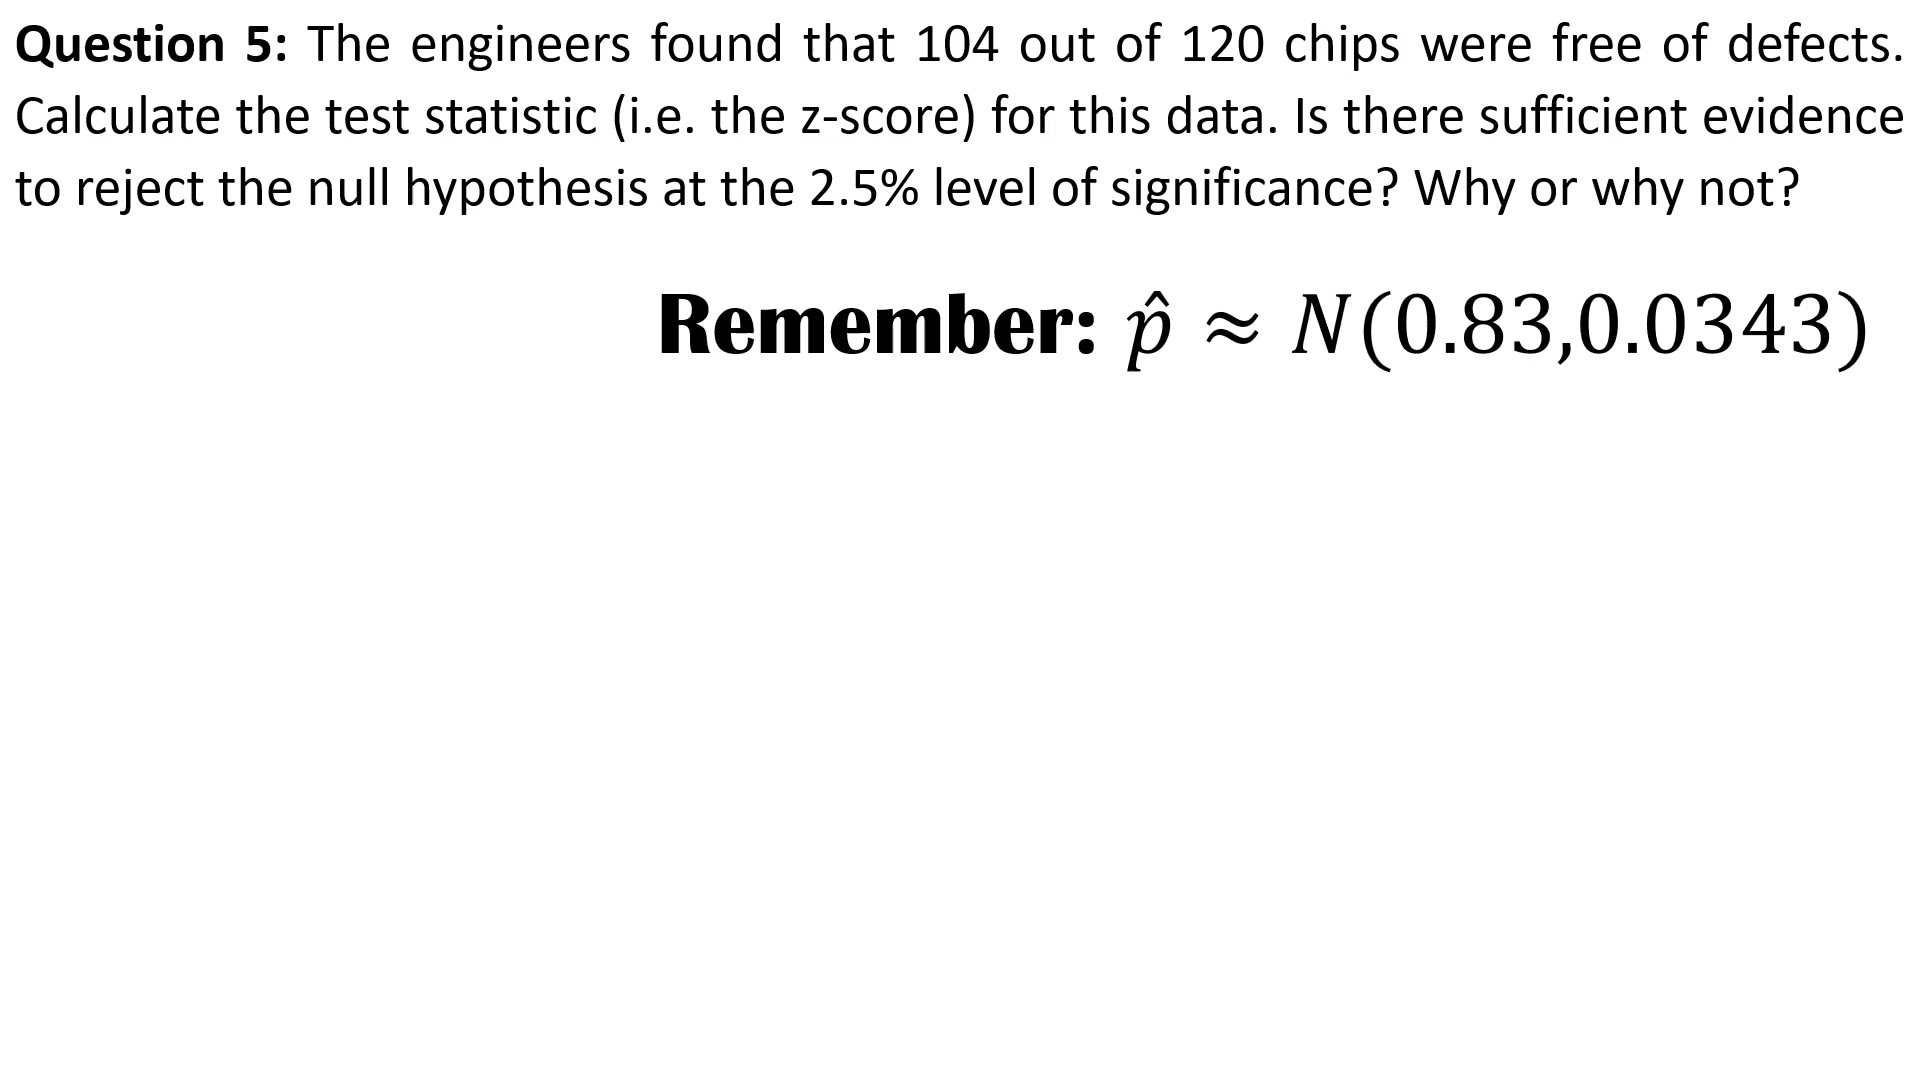 Question 5: The engineers found that 104 out of 120 chips were free of defects.
Calculate the test statistic (i.e. the z-score) for this data. Is there sufficient evidence
to reject the null hypothesis at the 2.5% level of significance? Why or why not?
Remember: p̂ ≈ N(0.83,0.0343)